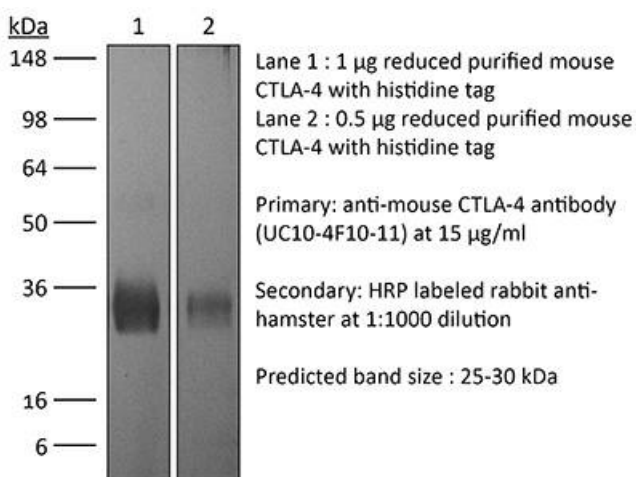 kDa
1 2
148
98
64
50
36
16
6
Lane 1 : 1 µg reduced purified mouse
CTLA-4 with histidine tag
Lane 2 : 0.5 µg reduced purified mouse
CTLA-4 with histidine tag
Primary: anti-mouse CTLA-4 antibody
(UC10-4F10-11) at 15 µg/ml
Secondary: HRP labeled rabbit anti-
hamster at 1:1000 dilution
Predicted band size : 25-30 kDa